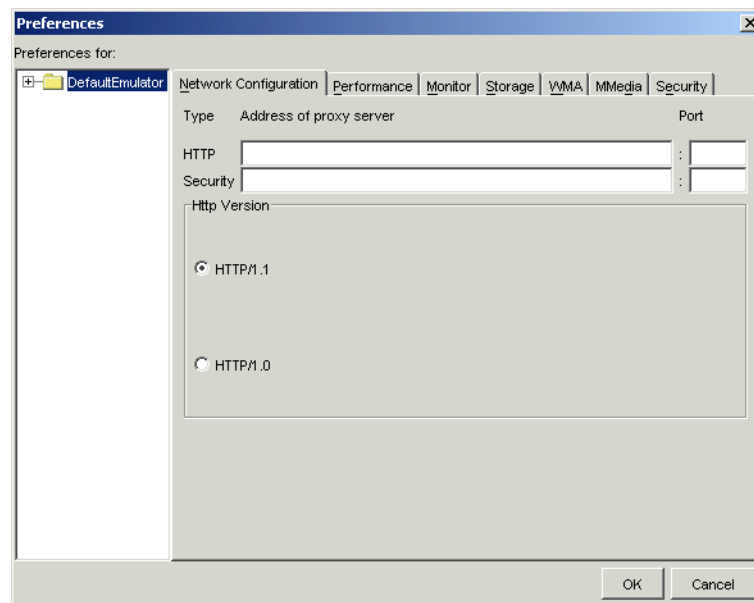 Preferences
Preferences for:
DefaultEmulator
Network Configuration Performance Monitor Storage WMA MMedia Security
Type Address of proxy server Port
HTTP :
Security :
Http Version
HTTP/1.1
HTTP/1.0
OK Cancel